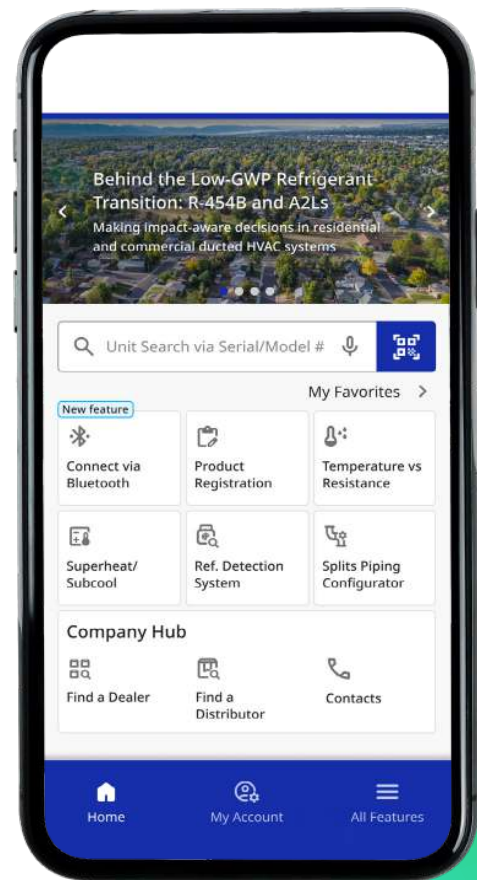 Behind the Low-GWP Refrigerant
Transition: R-454B and A2Ls
Making impact-aware decisions in residential
and commercial ducted HVAC systems
Unit Search via Serial/Model #
My Favorites
New feature
Connect via
Bluetooth
Product
Registration
Temperature vs
Resistance
Superheat/
Subcool
Ref. Detection
System
Splits Piping
Configurator
Company Hub
Find a Dealer
Find a
Distributor
Contacts
Home
My Account
All Features